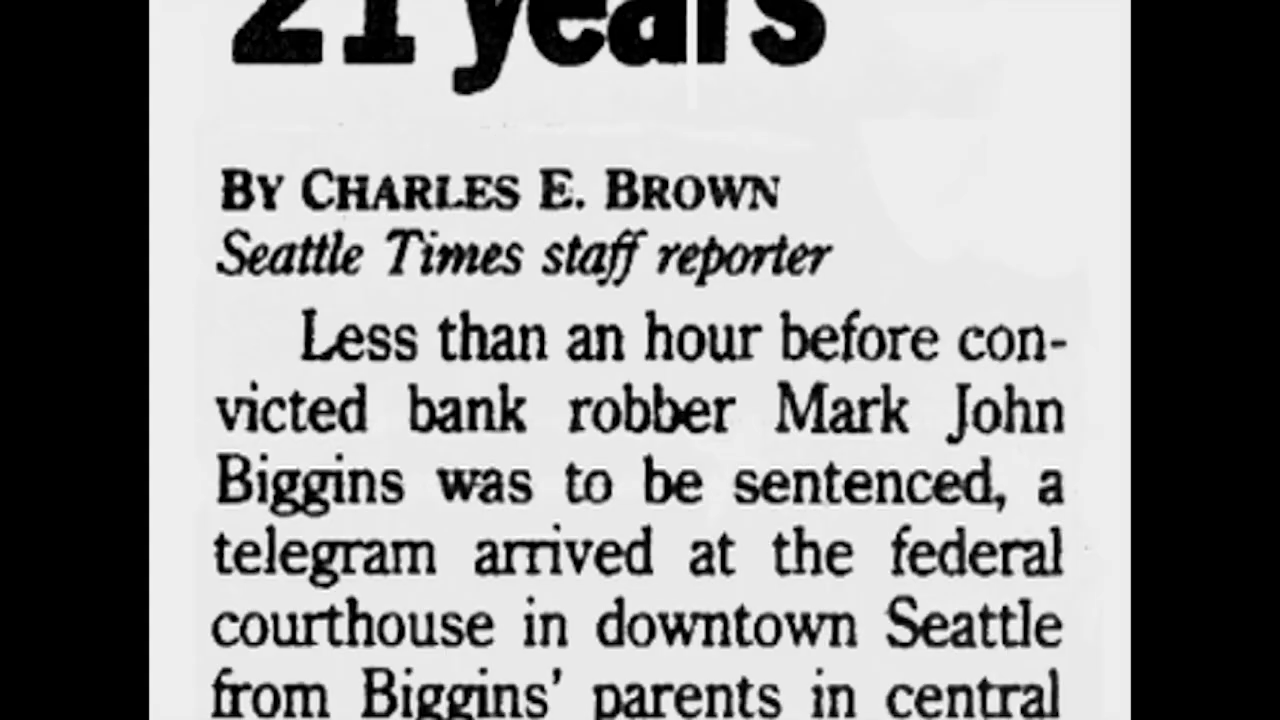 21 years
BY CHARLES E. BROWN
Seattle Times staff reporter
Less than an hour before con-
victed bank robber Mark John
Biggins was to be sentenced, a
telegram arrived at the federal
courthouse in downtown Seattle
from Biggins' parents in central